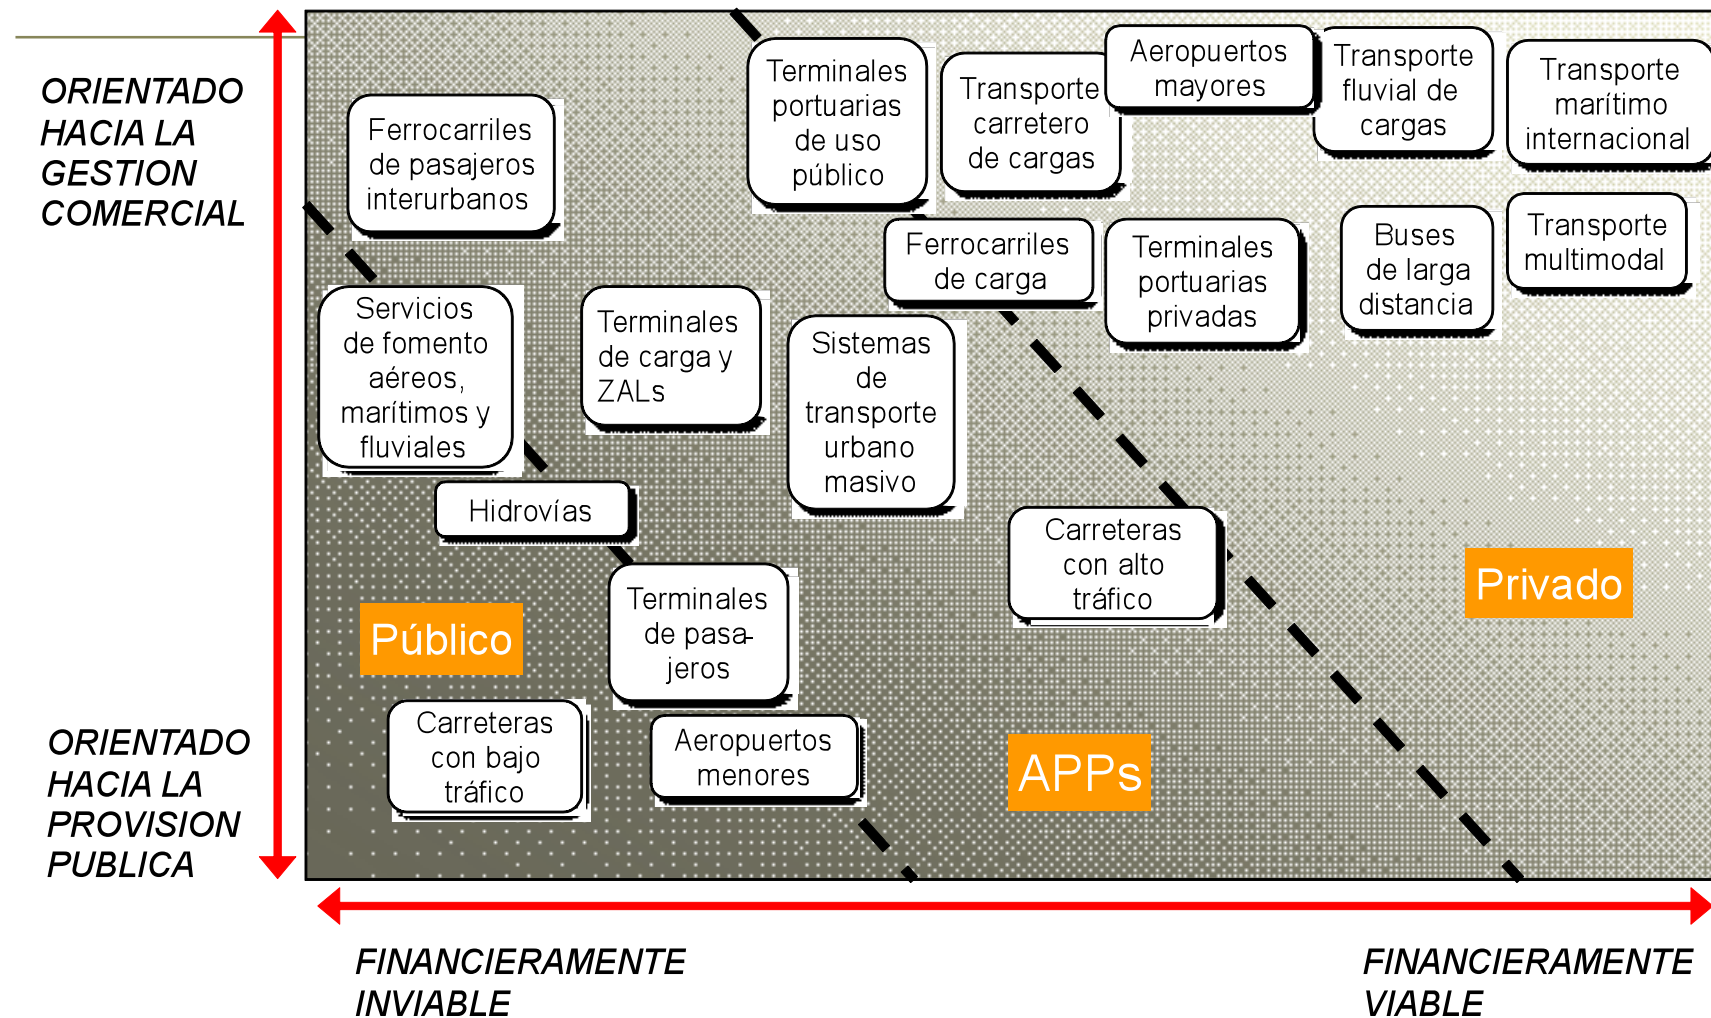 ORIENTADO
HACIA LA
GESTION
COMERCIAL
Ferrocarriles
de pasajeros
interurbanos
Terminales
portuarias
de uso
público
Transporte
carretero
de cargas
Aeropuertos
mayores
Transporte
fluvial de
cargas
Transporte
marítimo
internacional
Ferrocarriles
de carga
Terminales
portuarias
privadas
Buses
de larga
distancia
Transporte
multimodal
Servicios
de fomento
aéreos,
marítimos y
fluviales
Terminales
de carga y
ZALs
Sistemas
de
transporte
urbano
masivo
Hidrovías
Carreteras
con alto
tráfico
Privado
Público
Terminales
de pasa-
jeros
Carreteras
con bajo
tráfico
Aeropuertos
menores
APPs
ORIENTADO
HACIA LA
PROVISION
PUBLICA
FINANCIERAMENTE
INVIABLE
FINANCIERAMENTE
VIABLE